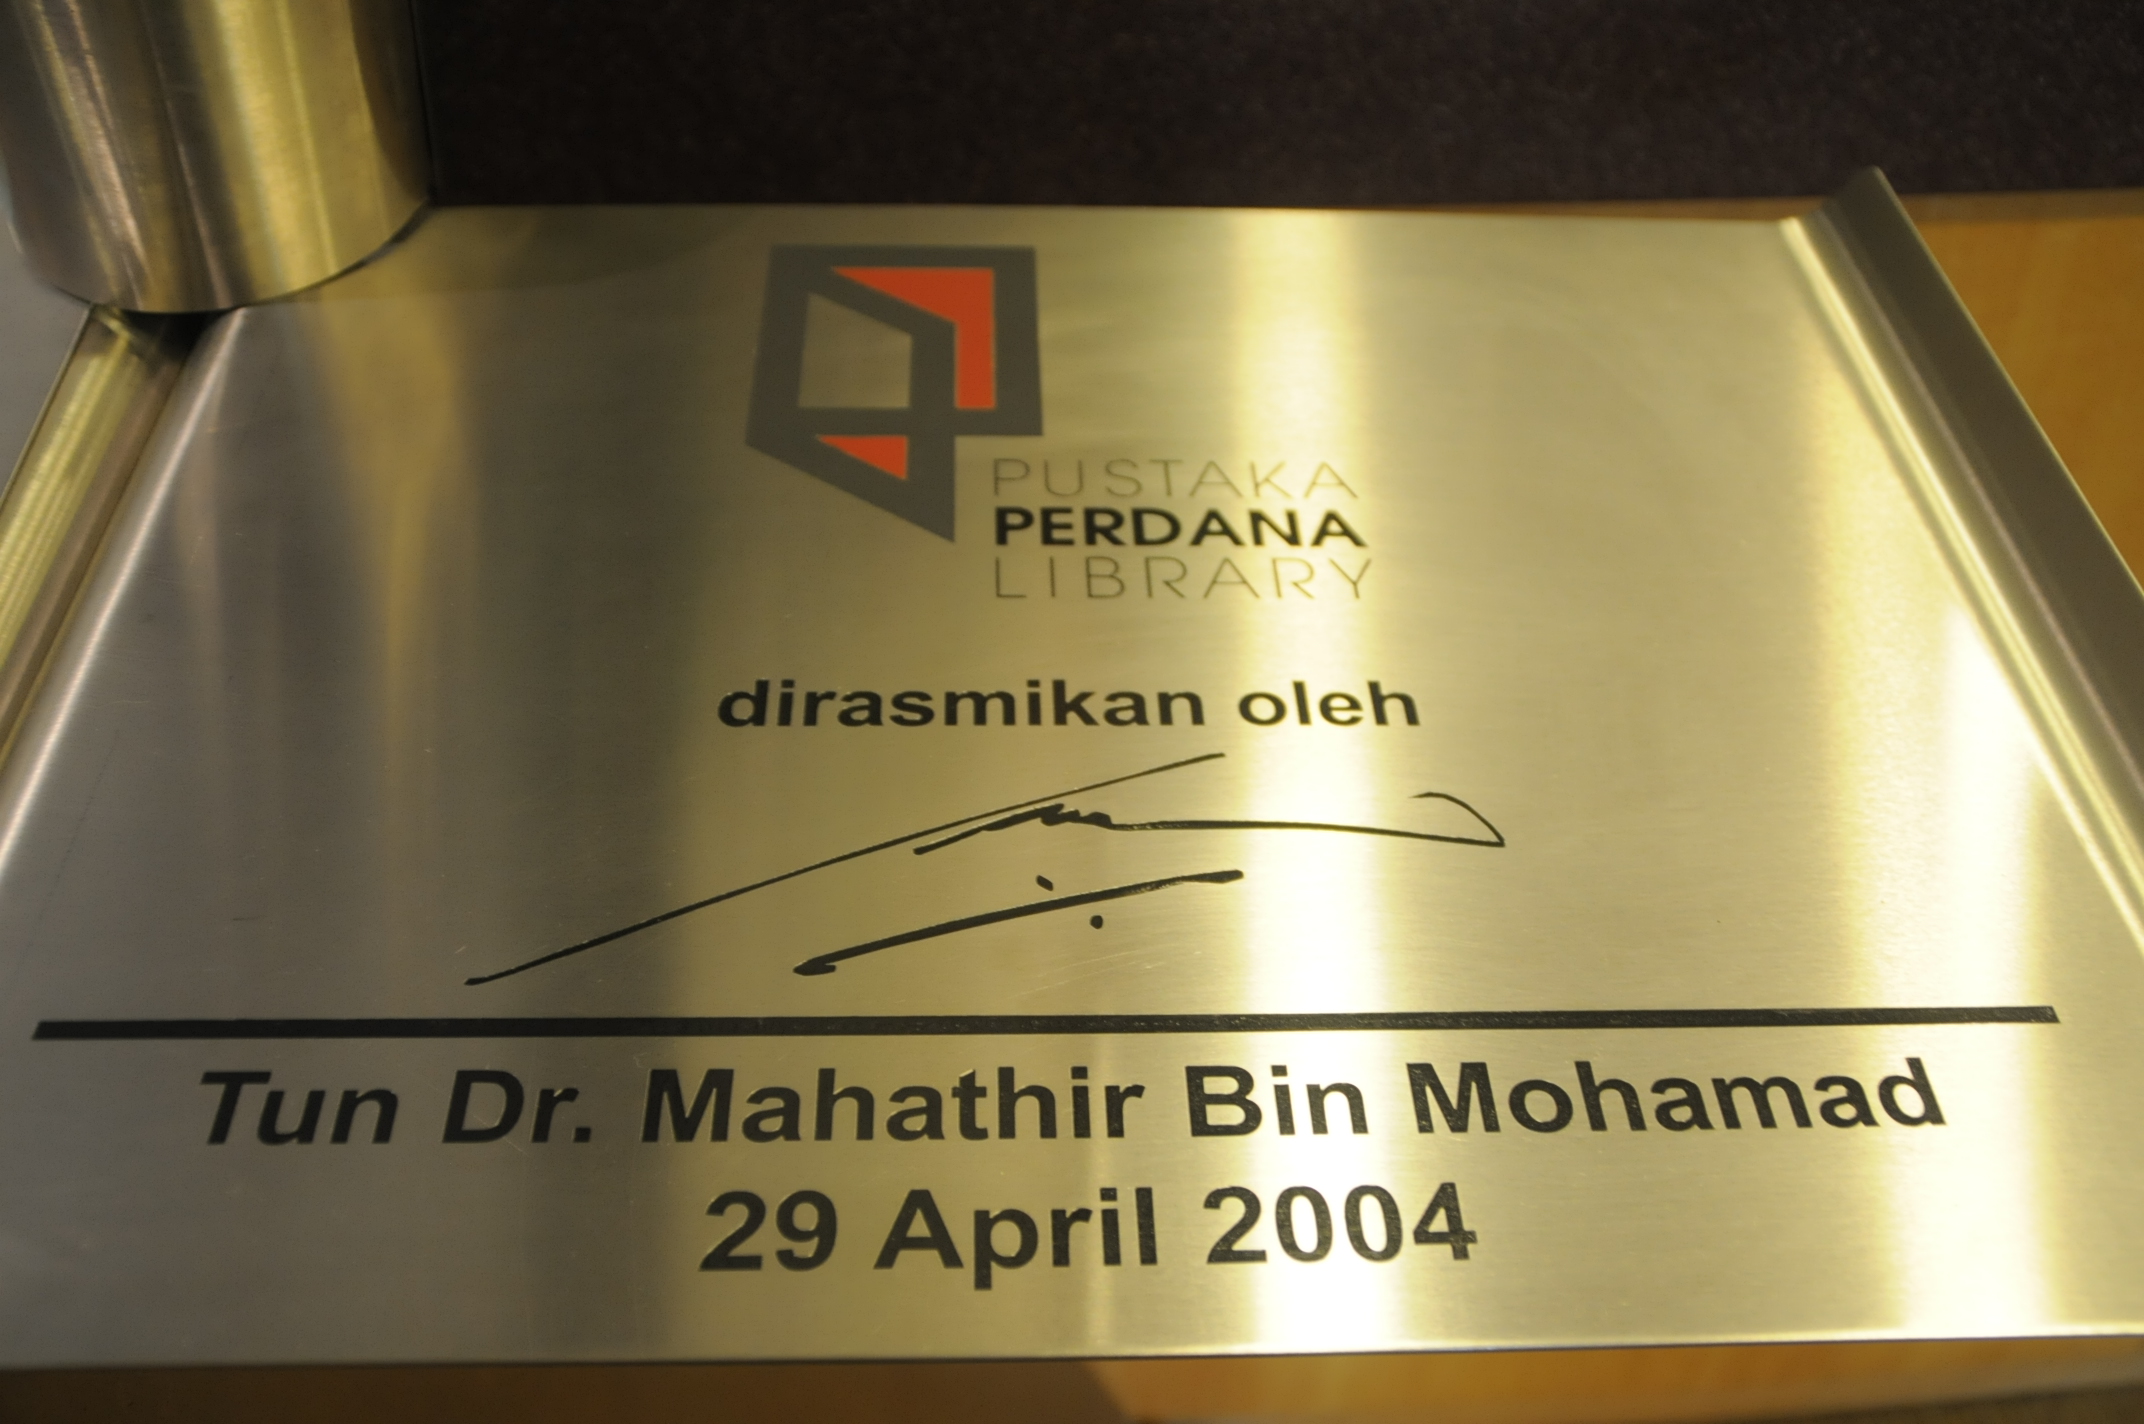 PUSTAKA
PERDANA
LIBRARY
dirasmikan oleh
Tun Dr. Mahathir Bin Mohamad
29 April 2004